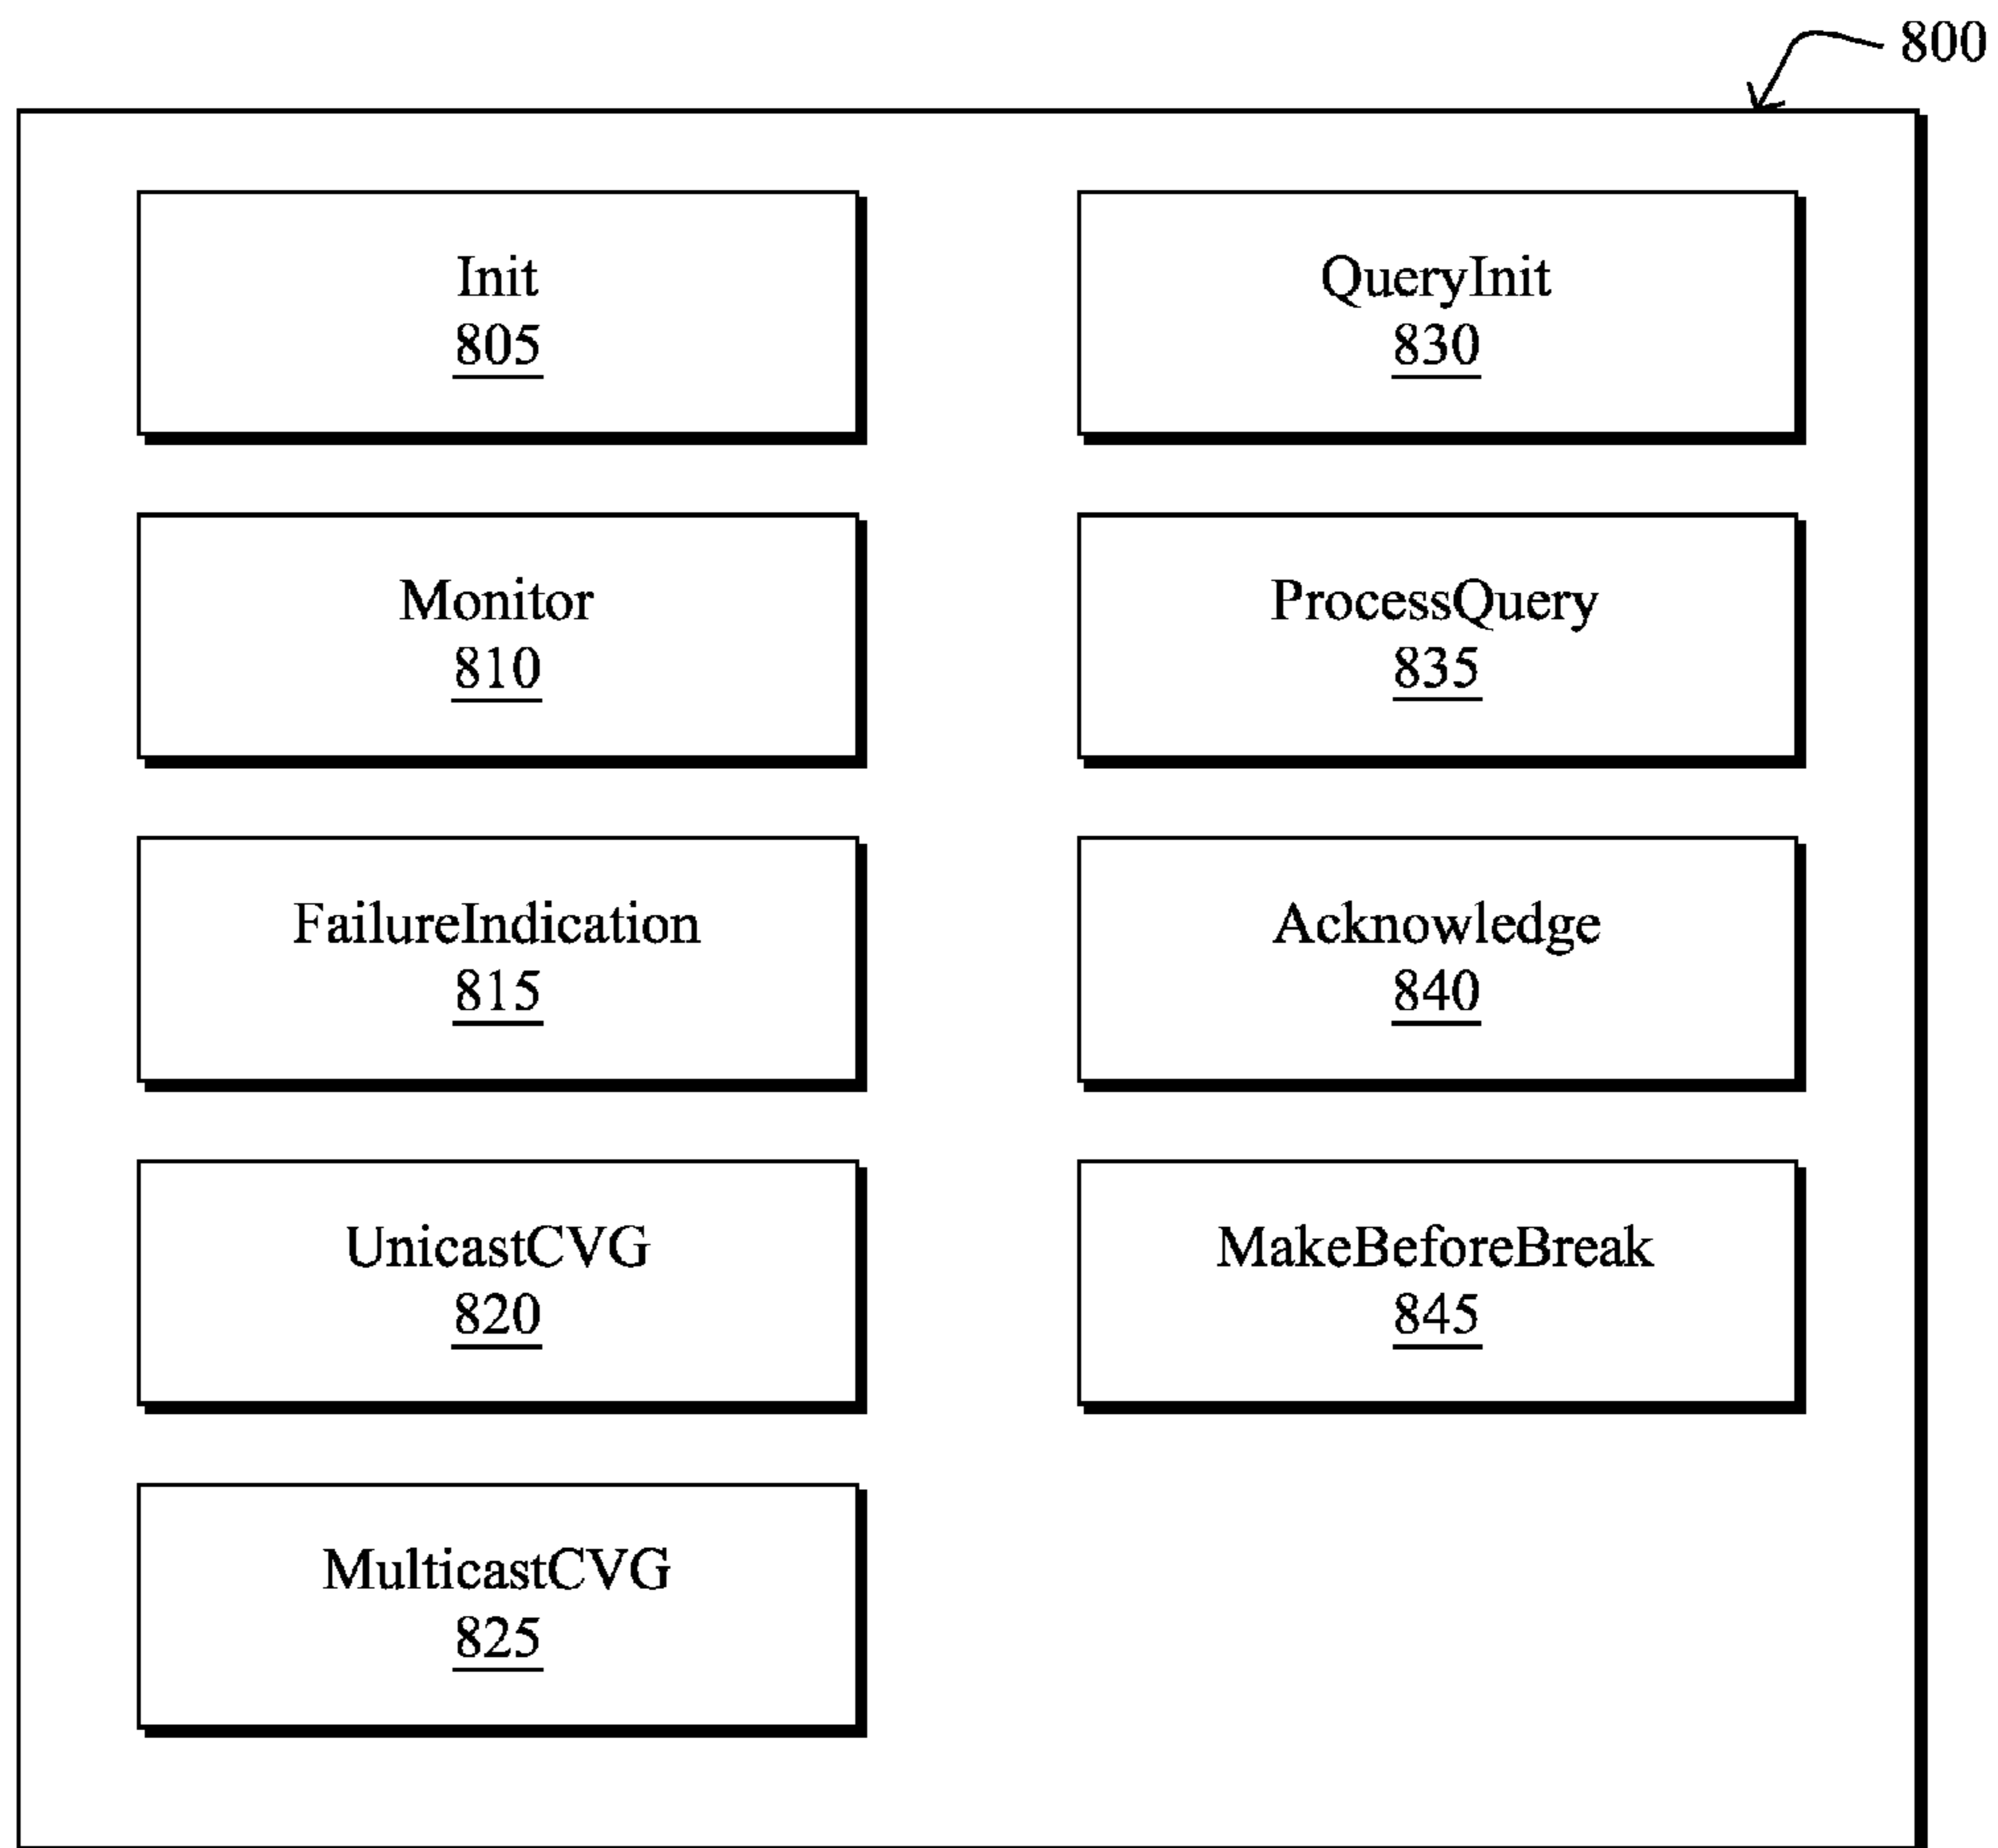 800
Init
805
Monitor
810
FailureIndication
815
UnicastCVG
820
MulticastCVG
825
QueryInit
830
ProcessQuery
835
Acknowledge
840
MakeBeforeBreak
845